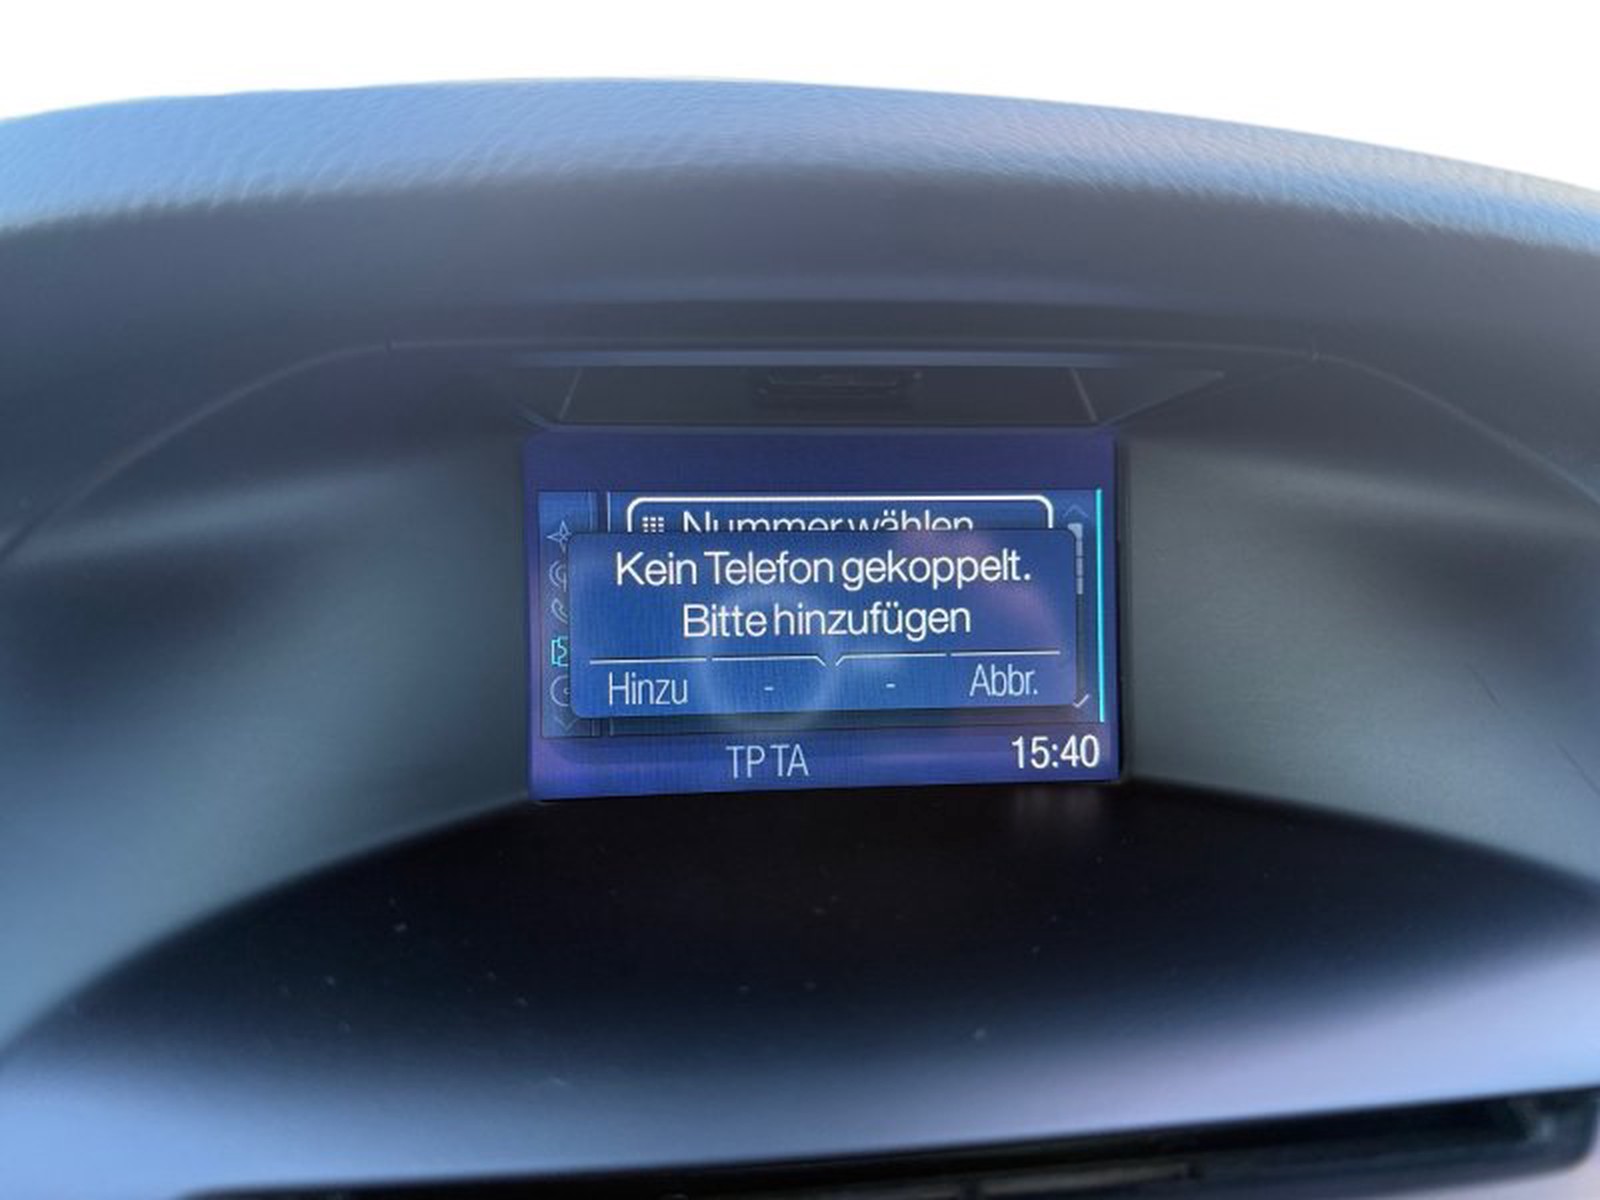 Nummer wählen
Kein Telefon gekoppelt.
Bitte hinzufügen
Hinzu - - Abbr.
TP TA 15:40